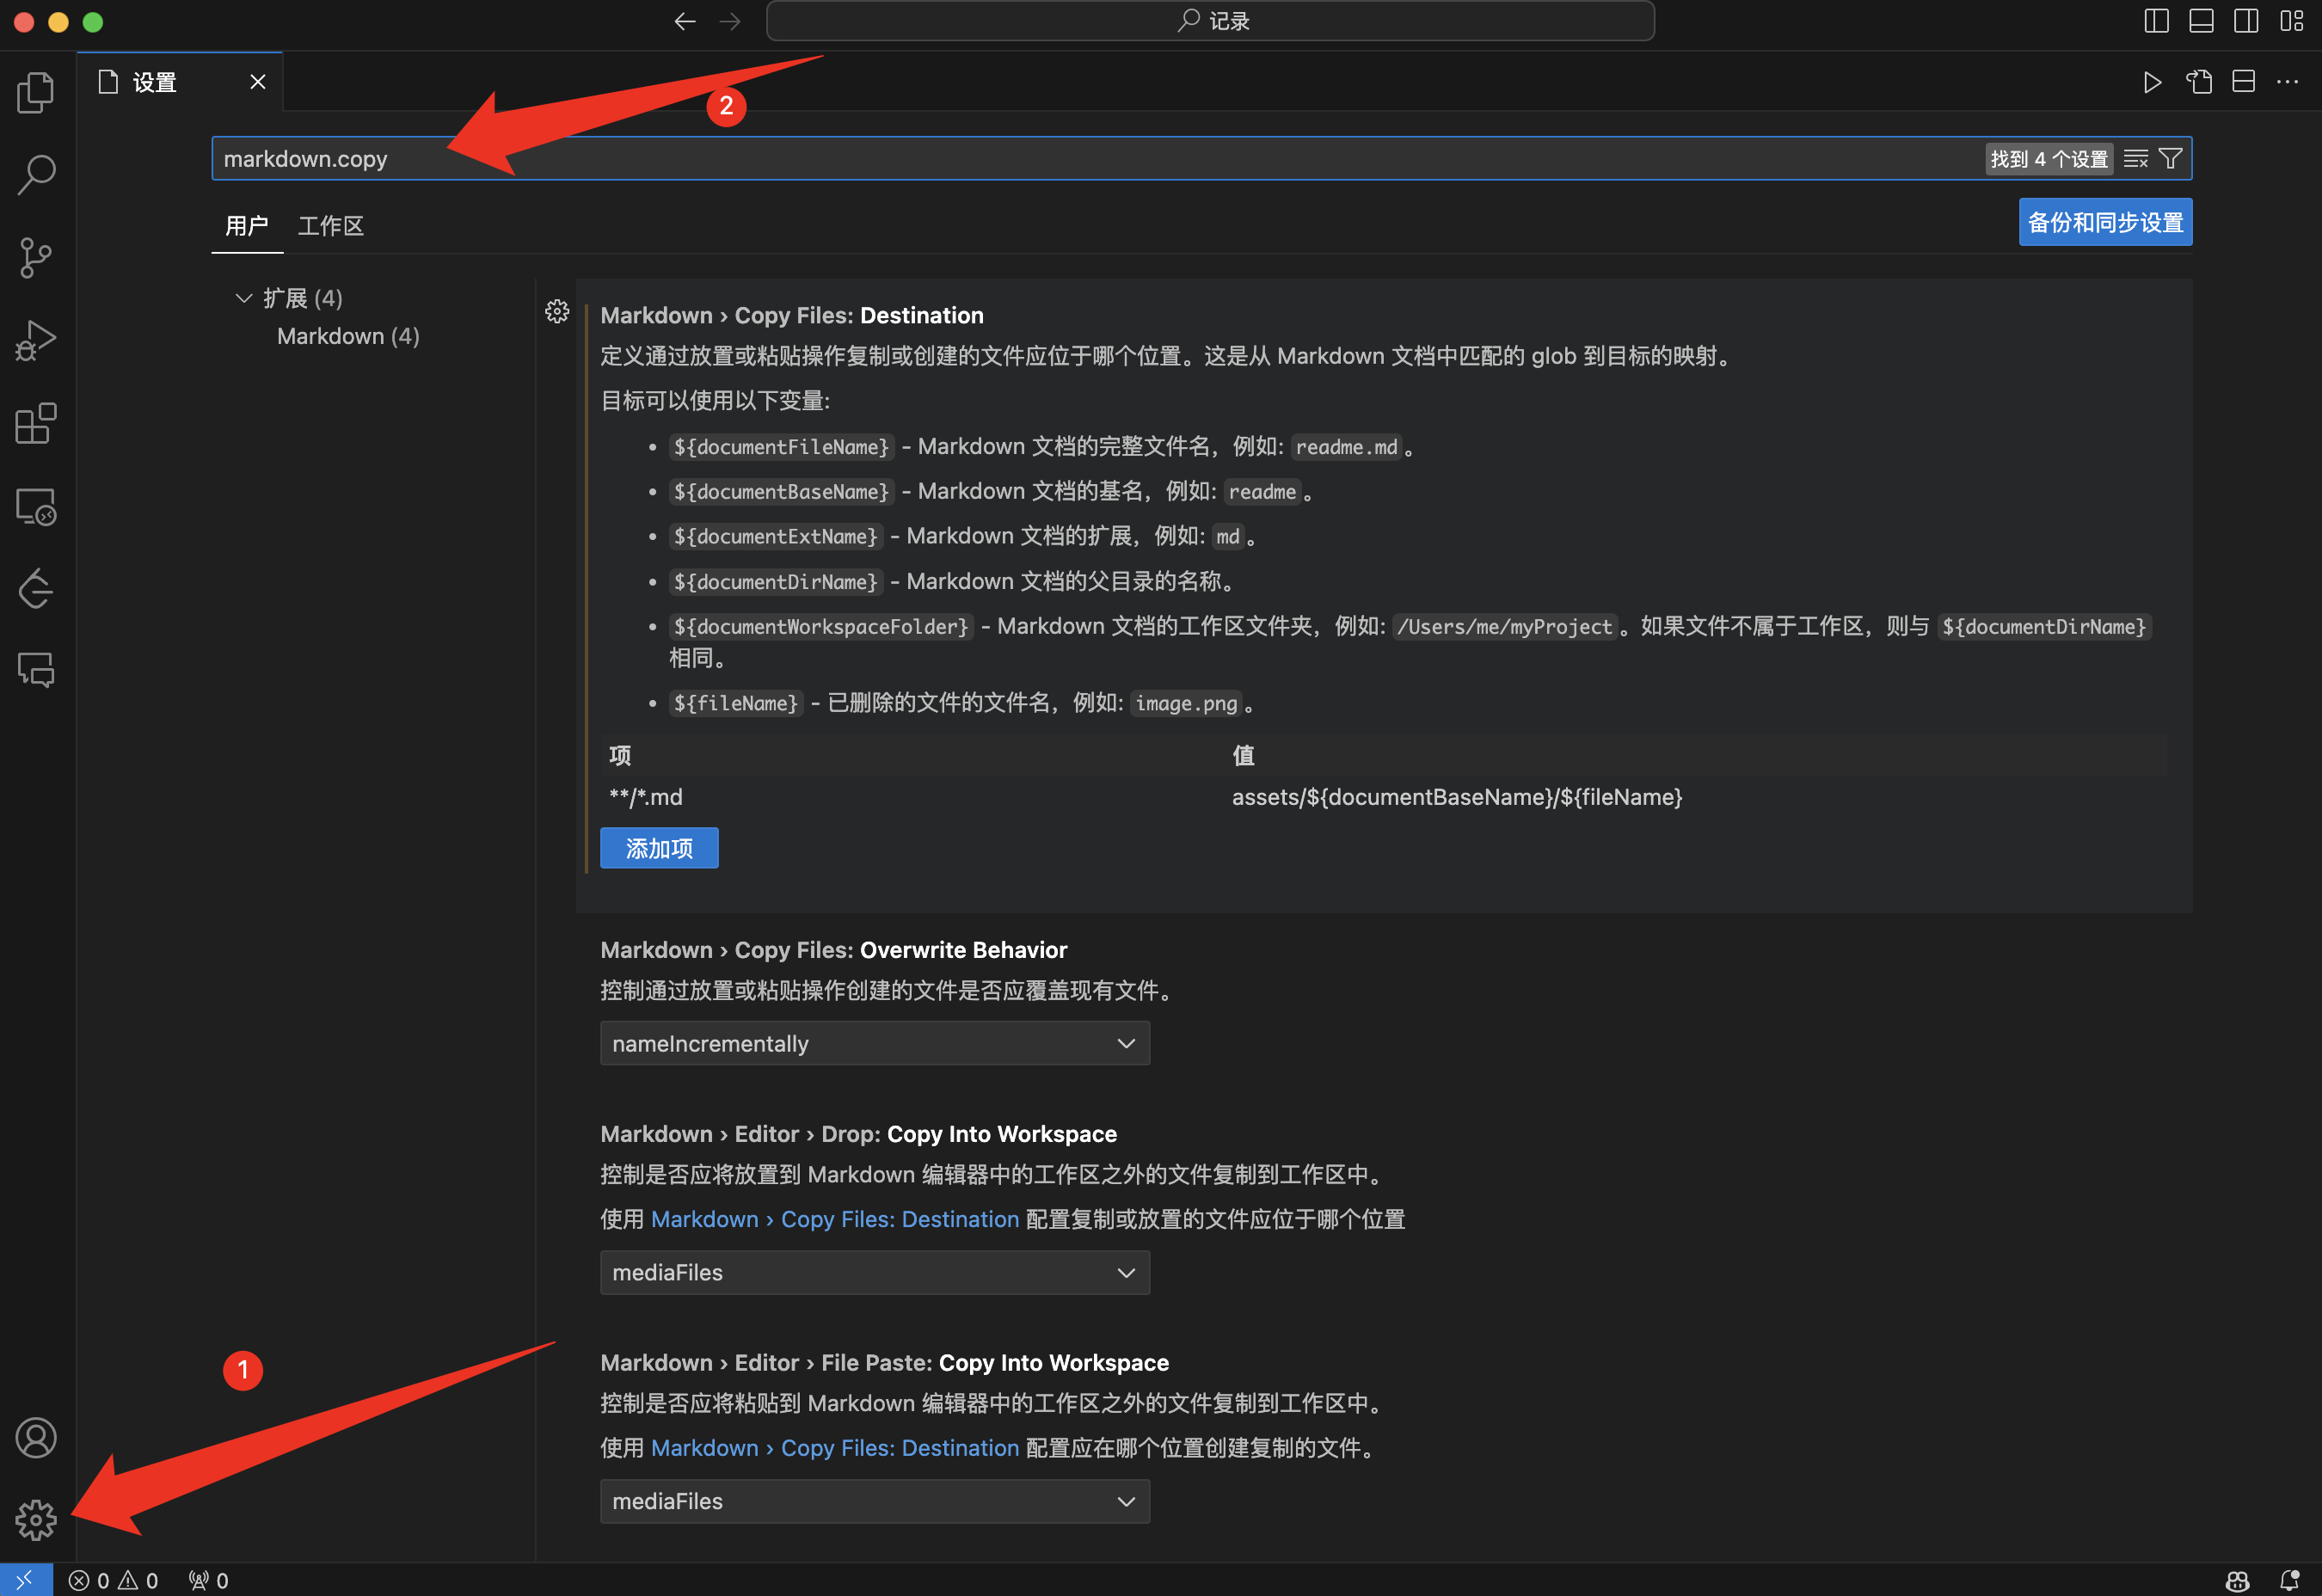 记录
设置
2
markdown.copy
找到 4 个设置
用户
工作区
备份和同步设置
扩展 (4)
Markdown (4)
Markdown › Copy Files: Destination
定义通过放置或粘贴操作复制或创建的文件应位于哪个位置。这是从 Markdown 文档中匹配的 glob 到目标的映射。
目标可以使用以下变量:
• ${documentFileName} - Markdown 文档的完整文件名，例如: readme.md。
• ${documentBaseName} - Markdown 文档的基名，例如: readme。
• ${documentExtName} - Markdown 文档的扩展，例如: md。
• ${documentDirName} - Markdown 文档的父目录的名称。
• ${documentWorkspaceFolder} - Markdown 文档的工作区文件夹，例如: /Users/me/myProject。如果文件不属于工作区，则与 ${documentDirName}
相同。
• ${fileName} - 已删除的文件的文件名，例如: image.png。
项 值
**/*.md assets/${documentBaseName}/${fileName}
添加项
Markdown › Copy Files: Overwrite Behavior
控制通过放置或粘贴操作创建的文件是否应覆盖现有文件。
nameIncrementally
Markdown › Editor › Drop: Copy Into Workspace
控制是否应将放置到 Markdown 编辑器中的工作区之外的文件复制到工作区中。
使用 Markdown › Copy Files: Destination 配置复制或放置的文件应位于哪个位置
mediaFiles
1
Markdown › Editor › File Paste: Copy Into Workspace
控制是否应将粘贴到 Markdown 编辑器中的工作区之外的文件复制到工作区中。
使用 Markdown › Copy Files: Destination 配置应在哪个位置创建复制的文件。
mediaFiles
0 0 0